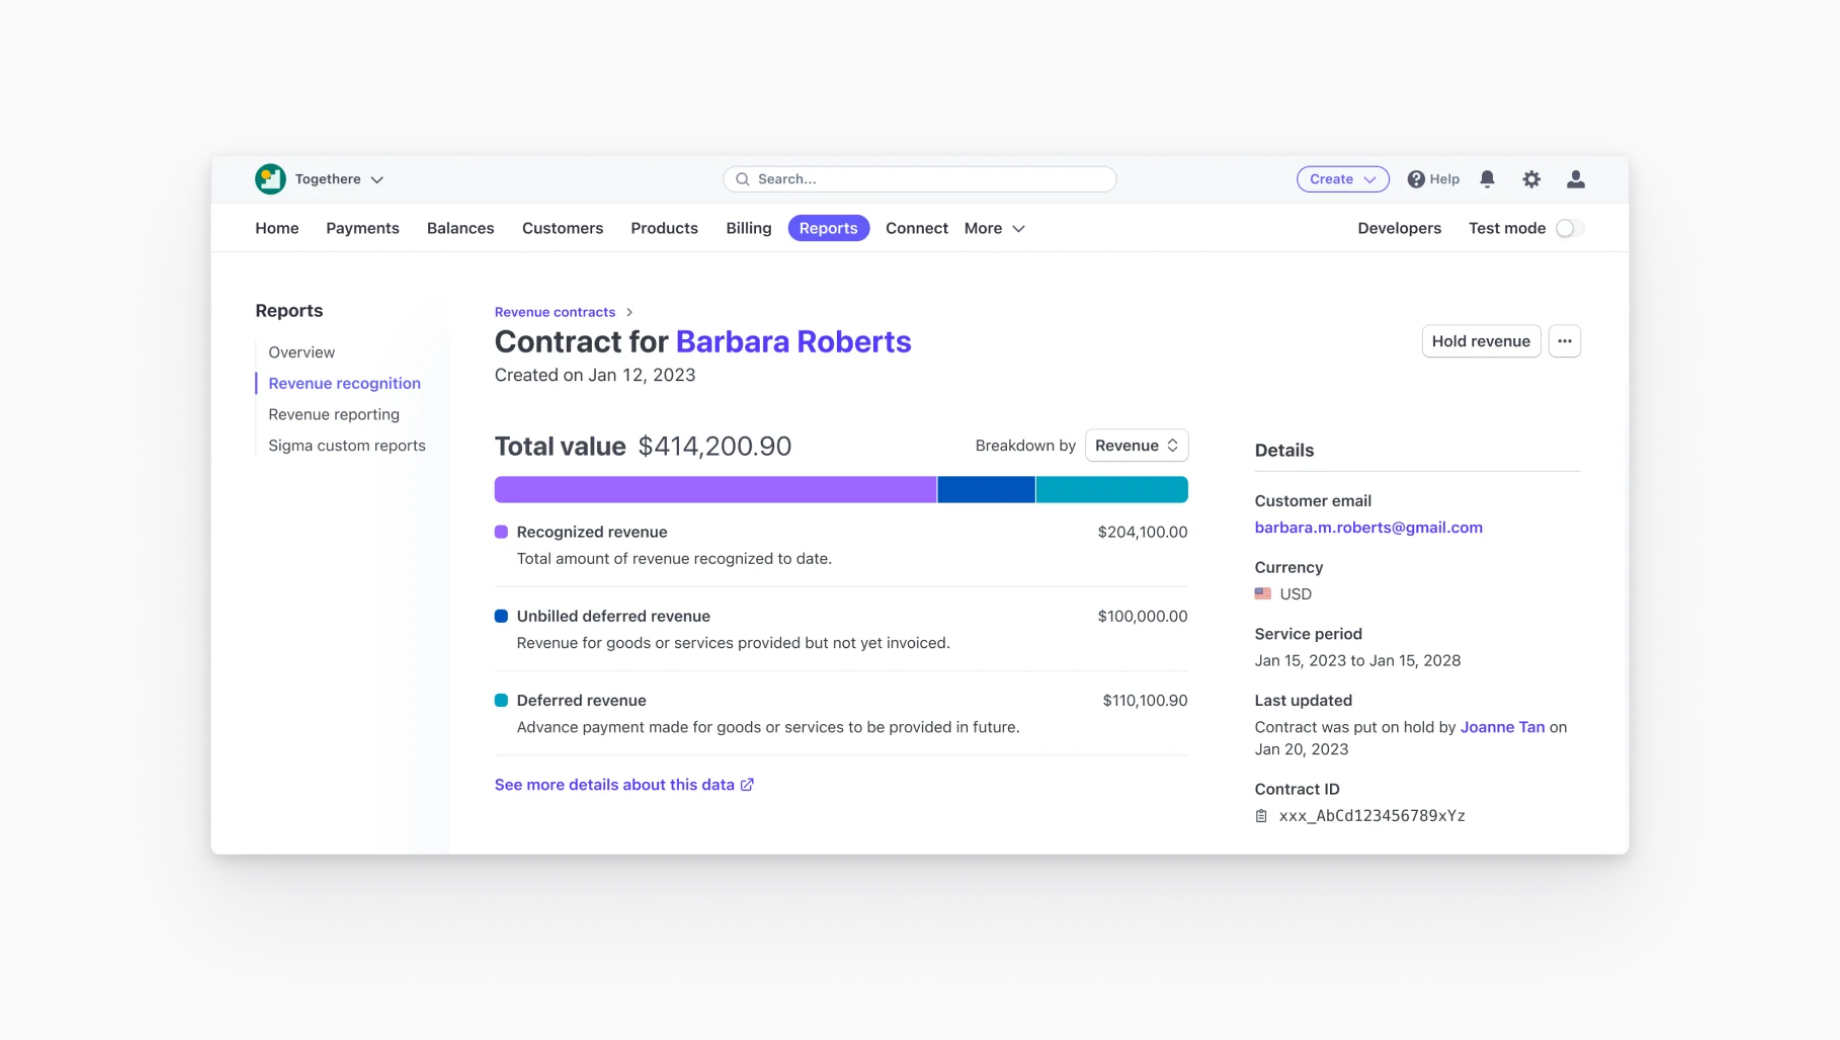 Togethere
Search...
Create
Help
Home
Payments
Balances
Customers
Products
Billing
Reports
Connect
More
Developers
Test mode
Reports
Overview
Revenue recognition
Revenue reporting
Sigma custom reports
Revenue contracts
Contract for Barbara Roberts
Created on Jan 12, 2023
Hold revenue
Total value $414,200.90
Breakdown by Revenue
Recognized revenue $204,100.00
Total amount of revenue recognized to date.
Unbilled deferred revenue $100,000.00
Revenue for goods or services provided but not yet invoiced.
Deferred revenue $110,100.90
Advance payment made for goods or services to be provided in future.
See more details about this data
Details
Customer email
barbara.m.roberts@gmail.com
Currency
USD
Service period
Jan 15, 2023 to Jan 15, 2028
Last updated
Contract was put on hold by Joanne Tan on
Jan 20, 2023
Contract ID
xxx_AbCd123456789xYz